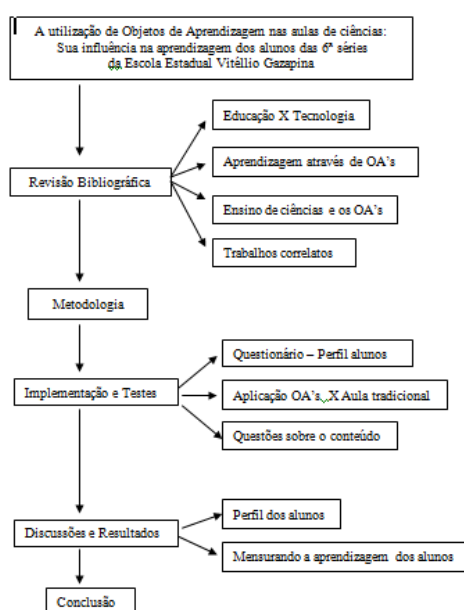 A utilização de Objetos de Aprendizagem nas aulas de ciências:
Sua influência na aprendizagem dos alunos das 6ª séries
da Escola Estadual Vitéllio Gazapina
Educação X Tecnologia
Aprendizagem através de OA's
Revisão Bibliográfica
Ensino de ciências e os OA's
Trabalhos correlatos
Metodologia
Questionário – Perfil alunos
Implementação e Testes
Aplicação OA's, X Aula tradicional
Questões sobre o conteúdo
Perfil dos alunos
Discussões e Resultados
Mensurando a aprendizagem dos alunos
Conclusão